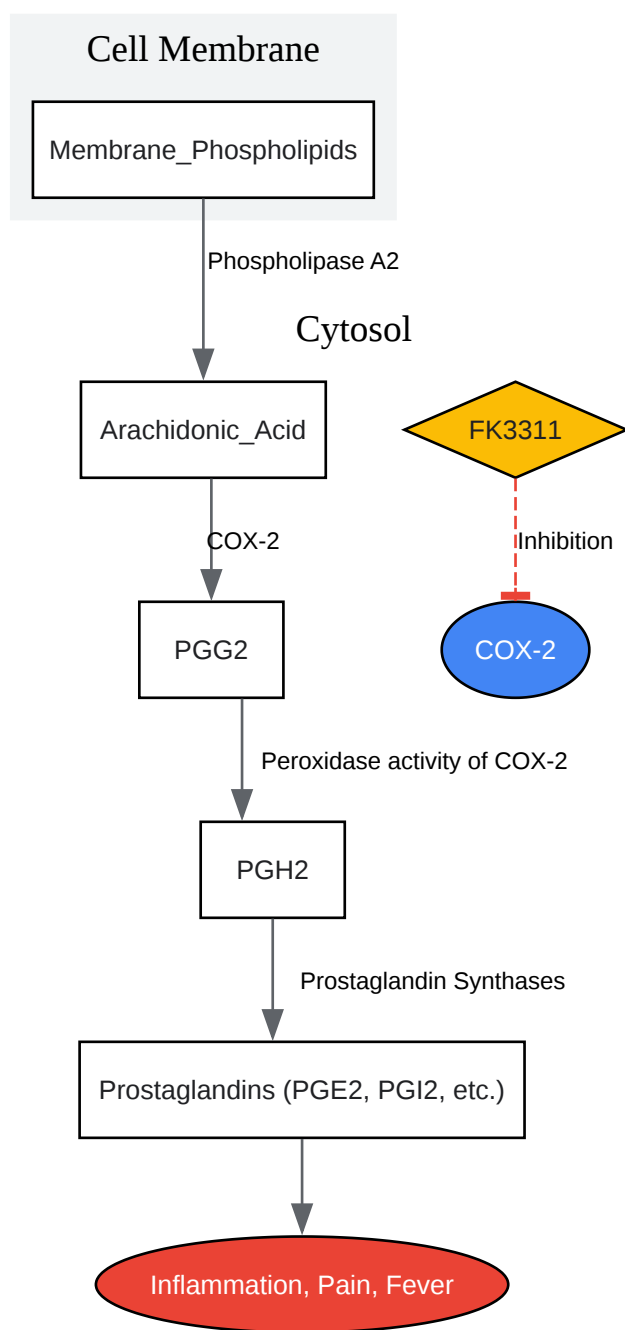 Cell Membrane
Membrane_Phospholipids
Phospholipase A2
Cytosol
Arachidonic_Acid
FK3311
COX-2
Inhibition
PGG2
COX-2
Peroxidase activity of COX-2
PGH2
Prostaglandin Synthases
Prostaglandins (PGE2, PGI2, etc.)
Inflammation, Pain, Fever